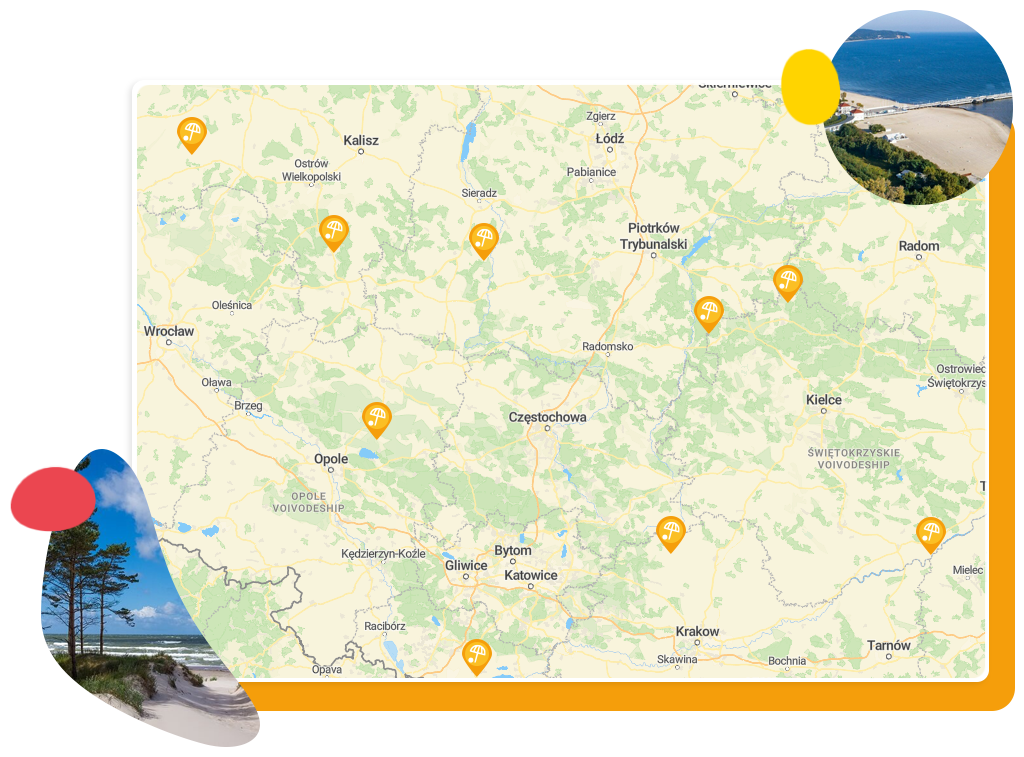 Skierniewice
Zgierz
Kalisz
Łódź
Ostrów
Wielkopolski
Pabianice
Sieradz
Piotrków
Trybunalski
Radom
Oleśnica
Wrocław
Radomsko
Ostrowiec
Świętokrzys
Oława
Kielce
Brzeg
Częstochowa
ŚWIĘTOKRZYSKIE
VOIVODESHIP
Opole
OPOLE
VOIVODESHIP
T
Kędzierzyn-Koźle
Bytom
Gliwice
Katowice
Mielec
Racibórz
Krakow
Tarnów
Skawina
Bochnia
Opava